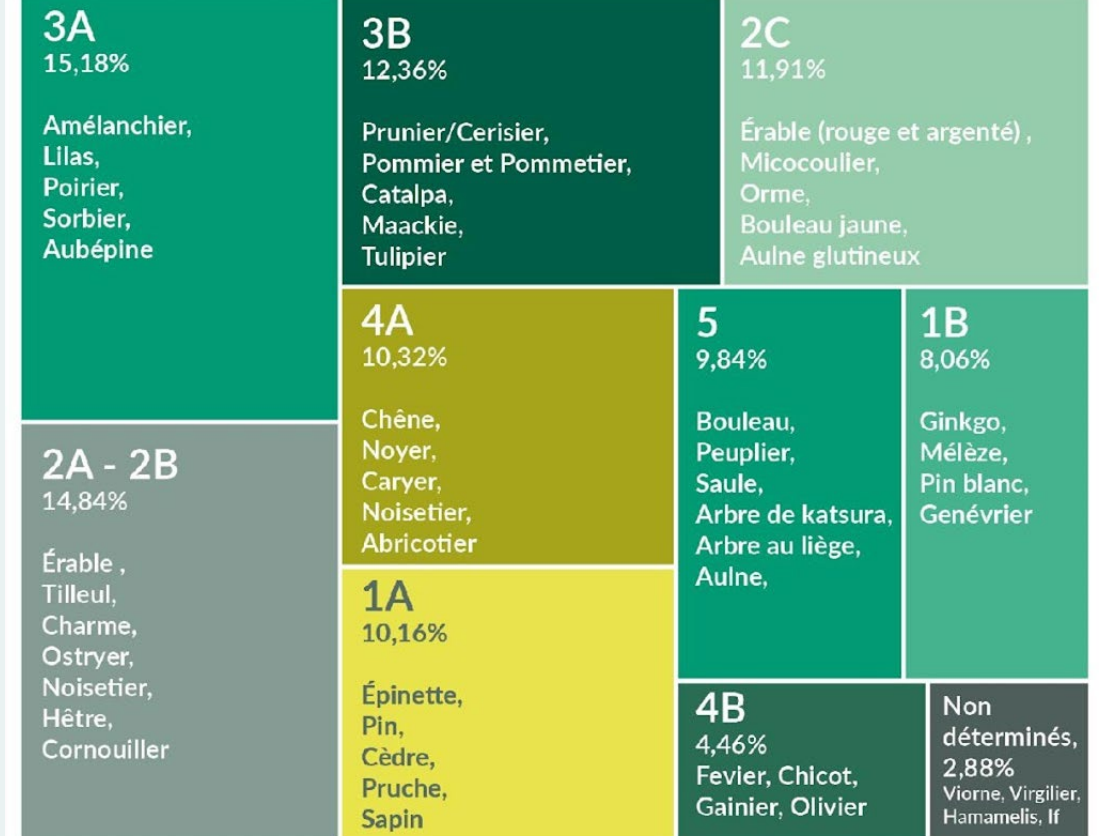 3A
15,18%
Amélanchier,
Lilas,
Poirier,
Sorbier,
Aubépine
3B
12,36%
Prunier/Cerisier,
Pommier et Pommetier,
Catalpa,
Maackie,
Tulipier
2C
11,91%
Érable (rouge et argenté) ,
Micocoulier,
Orme,
Bouleau jaune,
Aulne glutineux
2A - 2B
14,84%
Érable ,
Tilleul,
Charme,
Ostryer,
Noisetier,
Hêtre,
Cornouiller
4A
10,32%
Chêne,
Noyer,
Caryer,
Noisetier,
Abricotier
1A
10,16%
Épinette,
Pin,
Cèdre,
Pruche,
Sapin
5
9,84%
Bouleau,
Peuplier,
Saule,
Arbre de katsura,
Arbre au liège,
Aulne,
1B
8,06%
Ginkgo,
Mélèze,
Pin blanc,
Genévrier
4B
4,46%
Fevier, Chicot,
Gainier, Olivier
Non
déterminés,
2,88%
Viorne, Virgilier,
Hamamelis, If